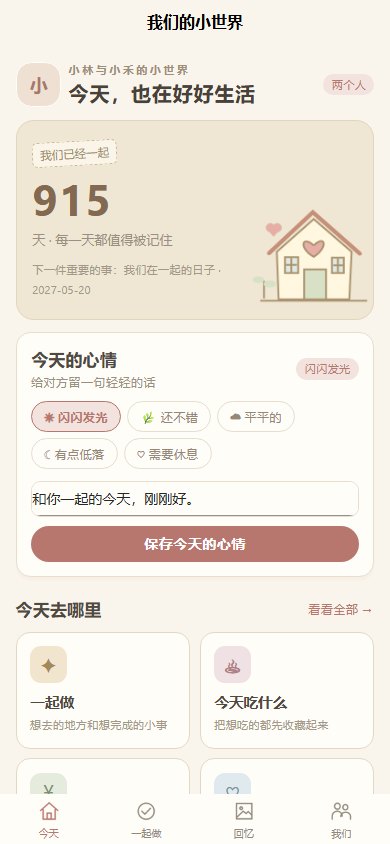 我们的小世界
小
小林与小禾的小世界
今天，也在好好生活
两个人
我们已经一起
915
天 · 每一天都值得被记住
下一件重要的事：我们在一起的日子 ·
2027-05-20
今天的心情
给对方留一句轻轻的话
闪闪发光
闪闪发光
还不错
平平的
有点低落
需要休息
和你一起的今天，刚刚好。
保存今天的心情
今天去哪里
看看全部 →
一起做
想去的地方和想完成的小事
今天吃什么
把想吃的都先收藏起来
¥
今天
一起做
回忆
我们